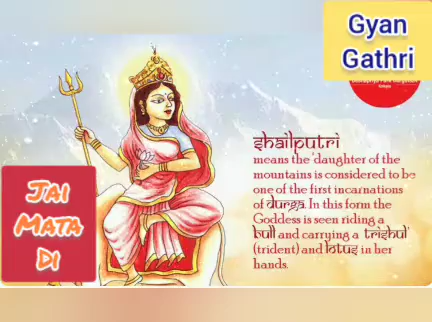 Gyan
Gathri
Shailputri
means the 'daughter of the
mountains is considered to be
one of the first incarnations
of durga. In this form the
Goddess is seen riding a
bull and carrying a 'trishul'
(trident) and lotus in her
hands.
Jai
Mata
Di